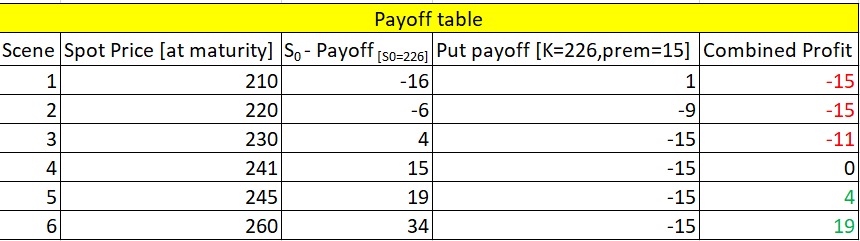 Payoff table
Scene Spot Price [at maturity] S0 - Payoff [S0=226] Put payoff [K=226,prem=15] Combined Profit
1 210 -16 1 -15
2 220 -6 -9 -15
3 230 4 -15 -11
4 241 15 -15 0
5 245 19 -15 4
6 260 34 -15 19